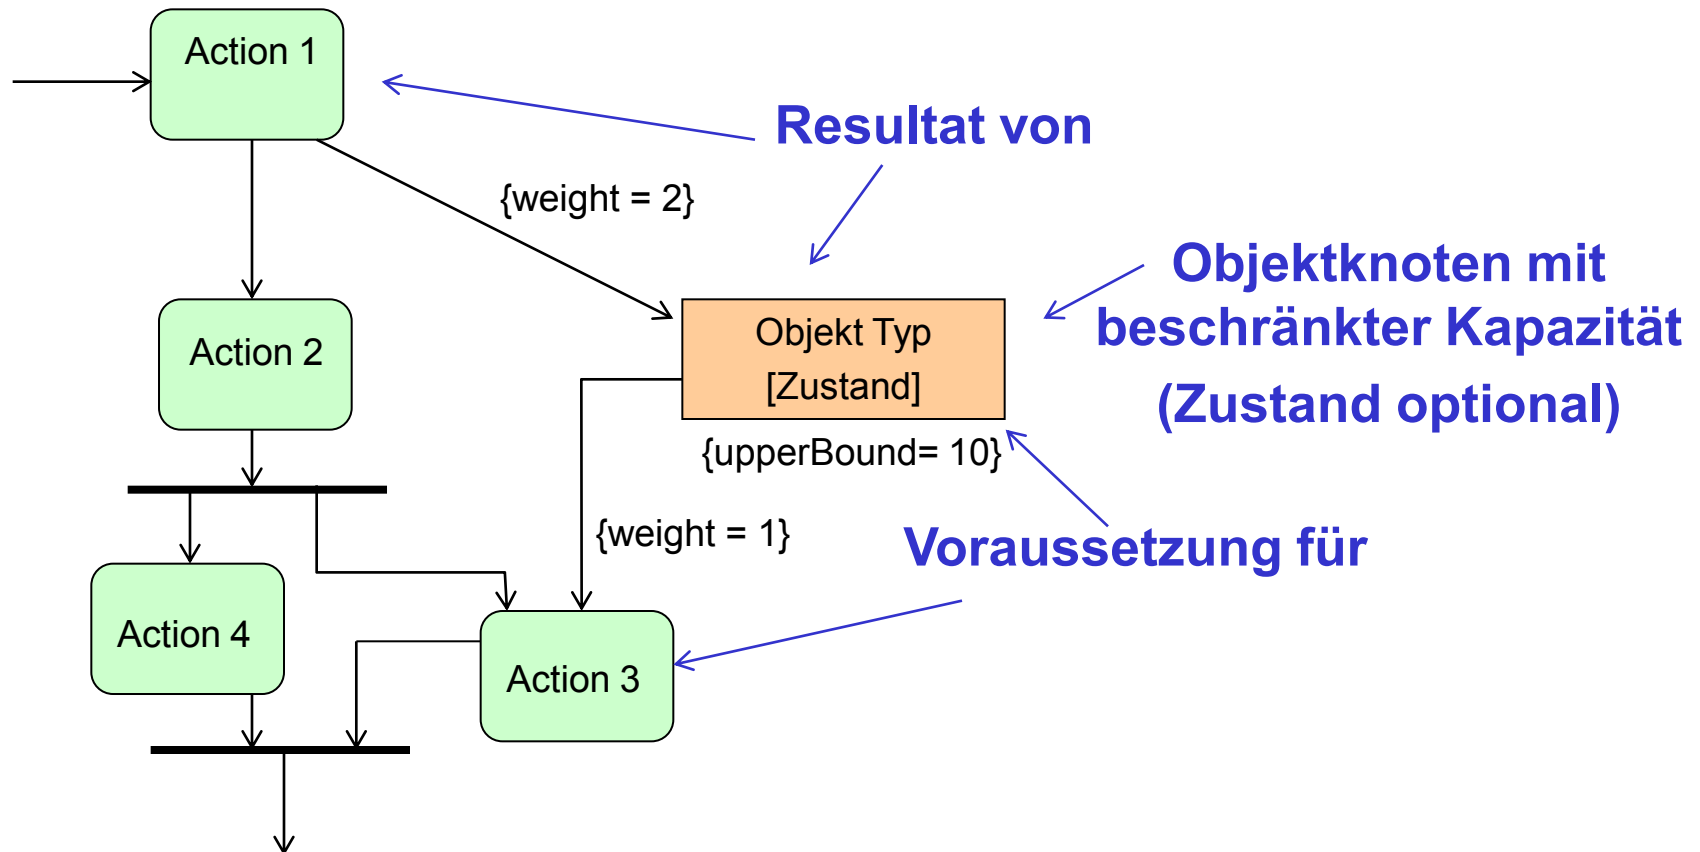 Action 1
Resultat von
{weight = 2}
Objektknoten mit
beschränkter Kapazität
(Zustand optional)
Action 2
Objekt Typ
[Zustand]
{upperBound= 10}
{weight = 1}
Voraussetzung für
Action 4
Action 3